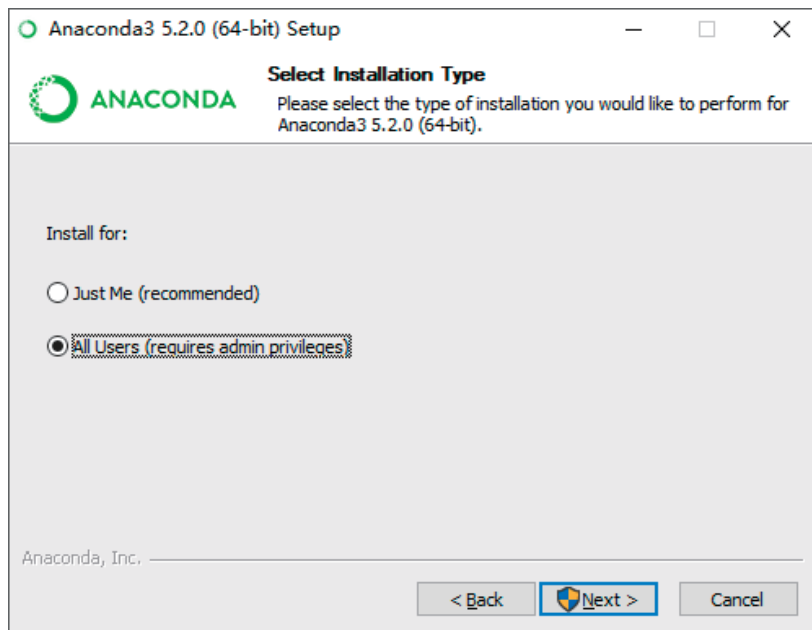 Anaconda3 5.2.0 (64-bit) Setup
ANACONDA
Select Installation Type
Please select the type of installation you would like to perform for
Anaconda3 5.2.0 (64-bit).
Install for:
Just Me (recommended)
All Users (requires admin privileges)
Anaconda, Inc.
< Back Next > Cancel